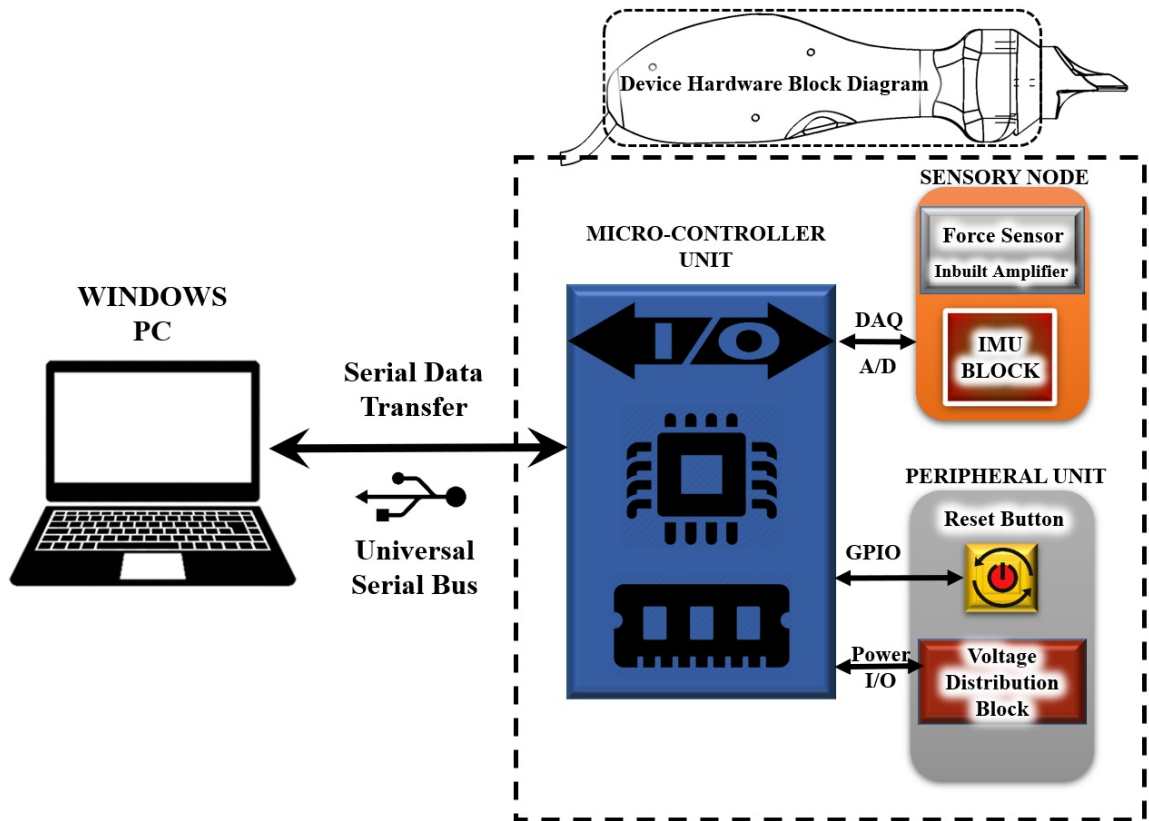 Device Hardware Block Diagram
SENSORY NODE
Force Sensor
Inbuilt Amplifier
IMU
BLOCK
MICRO-CONTROLLER
UNIT
I/O
DAQ
A/D
WINDOWS
PC
Serial Data
Transfer
Universal
Serial Bus
PERIPHERAL UNIT
Reset Button
GPIO
Power
I/O
Voltage
Distribution
Block